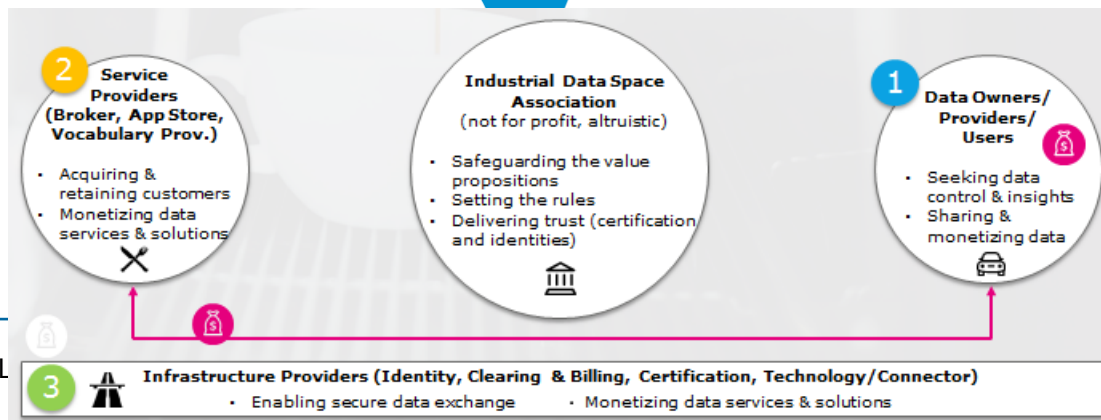 2
Service
Providers
(Broker, App Store,
Vocabulary Prov.)
• Acquiring &
retaining customers
• Monetizing data
services & solutions
Industrial Data Space
Association
(not for profit, altruistic)
• Safeguarding the value
propositions
• Setting the rules
• Delivering trust (certification
and identities)
1
Data Owners/
Providers/
Users
$
• Seeking data
control & insights
• Sharing &
monetizing data
$
$
L
3
Infrastructure Providers (Identity, Clearing & Billing, Certification, Technology/Connector)
• Enabling secure data exchange • Monetizing data services & solutions